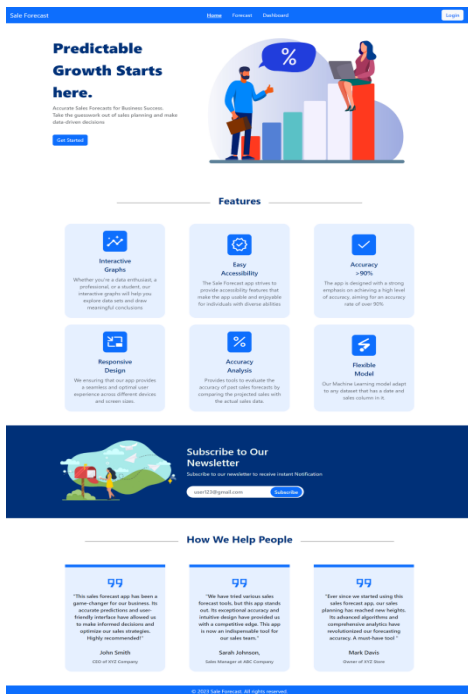 Sale Forecast
Home Forecast Dashboard
Login
Predictable
Growth Starts
here.
Accurate Sales Forecasts for Business Success.
Take the guesswork out of sales planning and make
data-driven decisions
Get Started
%
Features
Interactive
Graphs
Whether you're a data enthusiast, a
professional, or a student, our
interactive graphs will help you
explore data sets and draw
meaningful conclusions
Easy
Accessibility
The Sale Forecast app strives to
provide accessibility features that
make the app usable and enjoyable
for individuals with diverse abilities
Accuracy
>90%
The app is designed with a strong
emphasis on achieving a high level
of accuracy, aiming for an accuracy
rate of over 90%
Responsive
Design
We ensuring that our app provides
a seamless and optimal user
experience across different devices
and screen sizes.
%
Accuracy
Analysis
Provides tools to evaluate the
accuracy of past sales forecasts by
comparing the projected sales with
the actual sales data.
Flexible
Model
Our Machine Learning model adapt
to any dataset that has a date and
sales column in it.
Subscribe to Our
Newsletter
Subscribe to our newsletter to receive instant Notification
user123@gmail.com
Subscribe
How We Help People
"This sales forecast app has been a
game-changer for our business. Its
accurate predictions and user-
friendly interface have allowed us
to make informed decisions and
optimize our sales strategies.
Highly recommended!"
John Smith
CEO of XYZ Company
"We have tried various sales
forecast tools, but this app stands
out. Its exceptional accuracy and
intuitive design have provided us
with a competitive edge. This app
is now an indispensable tool for
our sales team."
Sarah Johnson,
Sales Manager at ABC Company
"Ever since we started using this
sales forecast app, our sales
planning has reached new heights.
Its advanced algorithms and
comprehensive analytics have
revolutionized our forecasting
accuracy. A must-have tool."
Mark Davis
Owner of XYZ Store
© 2023 Sale Forecast. All rights reserved.